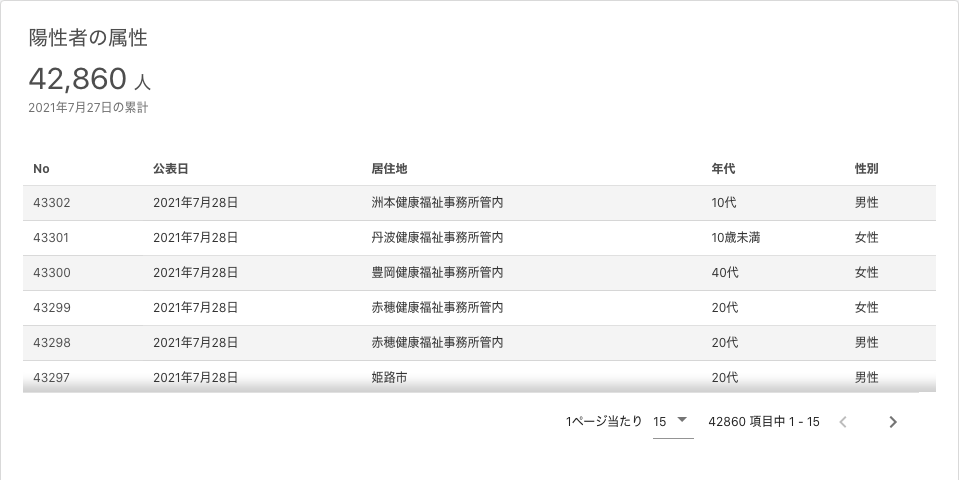 陽性者の属性
42,860 人
2021年7月27日の累計
No 公表日 居住地 年代 性別
43302 2021年7月28日 洲本健康福祉事務所管内 10代 男性
43301 2021年7月28日 丹波健康福祉事務所管内 10歳未満 女性
43300 2021年7月28日 豊岡健康福祉事務所管内 40代 女性
43299 2021年7月28日 赤穂健康福祉事務所管内 20代 女性
43298 2021年7月28日 赤穂健康福祉事務所管内 20代 男性
43297 2021年7月28日 姫路市 20代 男性
1ページ当たり 15 42860 項目中 1 - 15